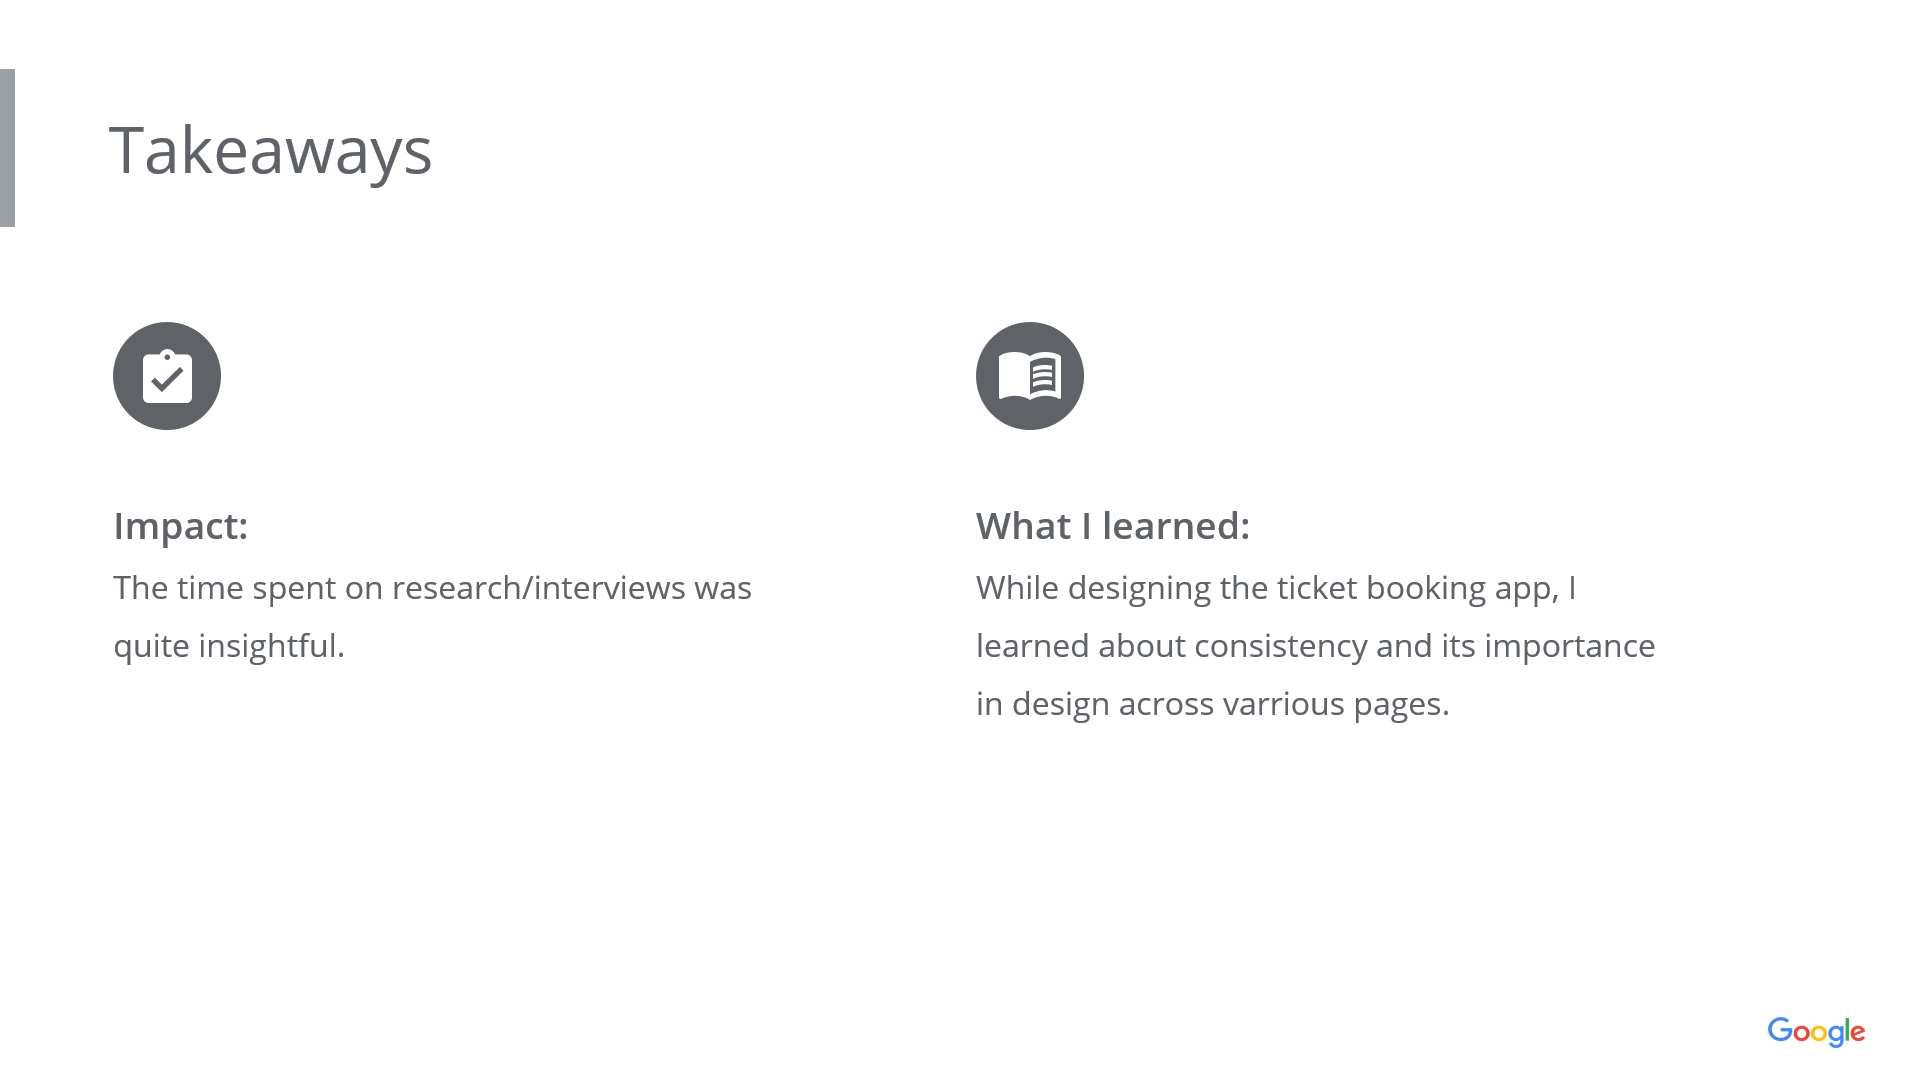 Takeaways
Impact:
The time spent on research/interviews was
quite insightful.
What I learned:
While designing the ticket booking app, I
learned about consistency and its importance
in design across varrious pages.
Google